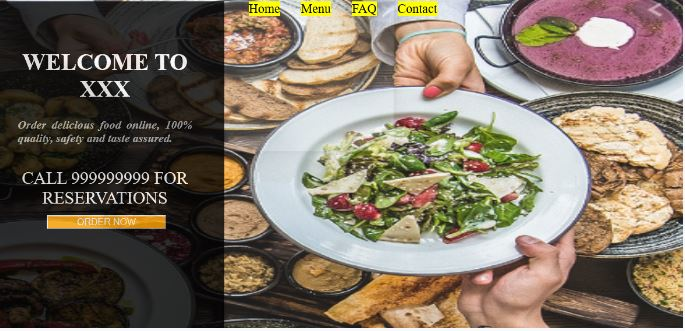 Home Menu FAQ Contact
WELCOME TO
XXX
Order delicious food online, 100%
quality, safety and taste assured.
CALL 999999999 FOR
RESERVATIONS
ORDER NOW